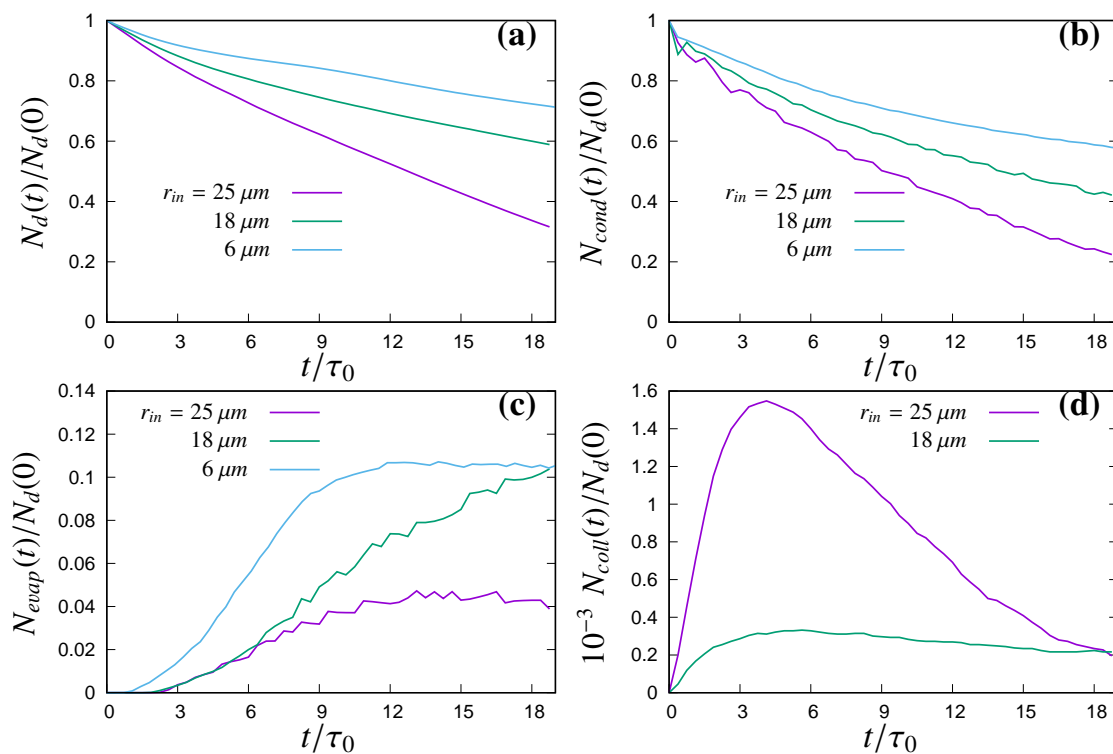 (a)
N_d(t)/N_d(0)
1
0.8
0.6
0.4
0.2
0
r_in = 25 μm
18 μm
6 μm
0 3 6 9 12 15 18
t/τ_0
(b)
N_cond(t)/N_d(0)
1
0.8
0.6
0.4
0.2
0
r_in = 25 μm
18 μm
6 μm
0 3 6 9 12 15 18
t/τ_0
(c)
N_evap(t)/N_d(0)
0.14
0.12
0.1
0.08
0.06
0.04
0.02
0
r_in = 25 μm
18 μm
6 μm
0 3 6 9 12 15 18
t/τ_0
(d)
10^−3 N_coll(t)/N_d(0)
1.6
1.4
1.2
1
0.8
0.6
0.4
0.2
0
r_in = 25 μm
18 μm
0 3 6 9 12 15 18
t/τ_0